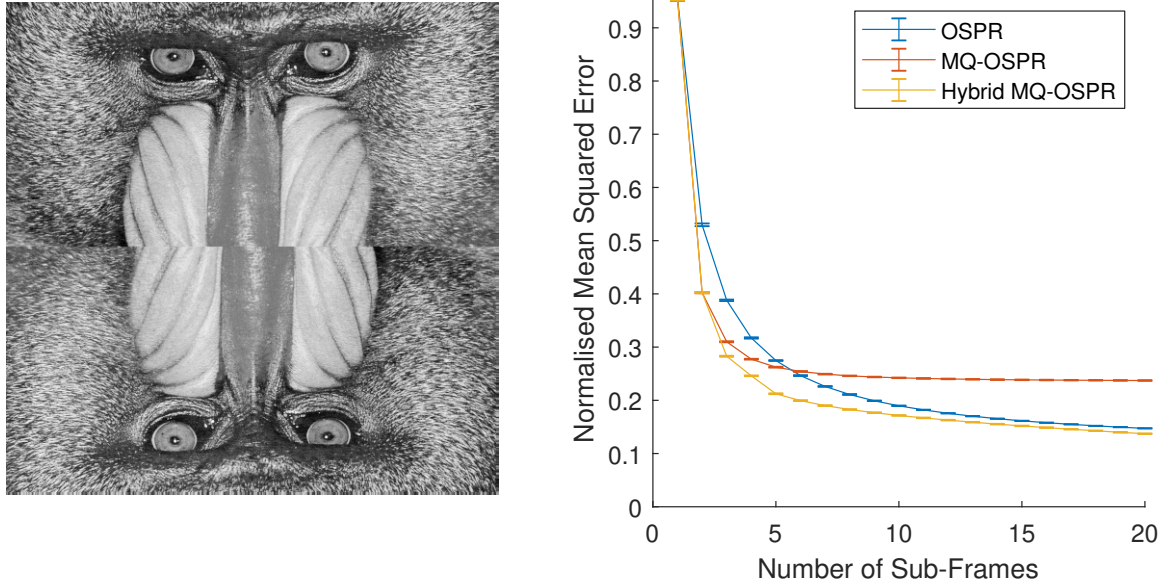 OSPR
MQ-OSPR
Hybrid MQ-OSPR
Normalised Mean Squared Error
0.9
0.8
0.7
0.6
0.5
0.4
0.3
0.2
0.1
0
0 5 10 15 20
Number of Sub-Frames